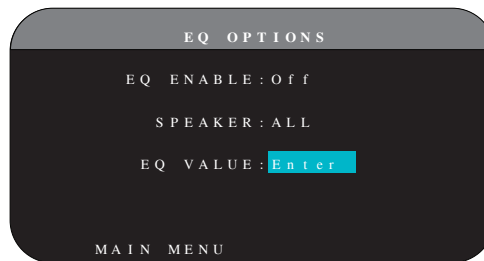 EQ OPTIONS
EQ ENABLE:Off
SPEAKER:ALL
EQ VALUE:Enter
MAIN MENU